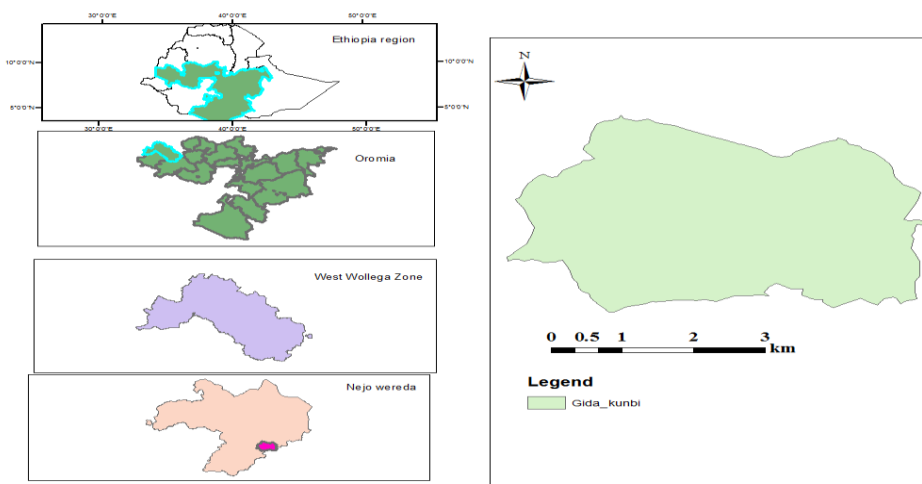 30°0'0"E 40°0'0"E 50°0'0"E
Ethiopia region
10°0'0"N
5°0'0"N
10°0'0"N
5°0'0"N
30°0'0"E 40°0'0"E 50°0'0"E
Oromia
West Wollega Zone
Nejo wereda
N
0 0.5 1 2 3
km
Legend
Gida_kunbi